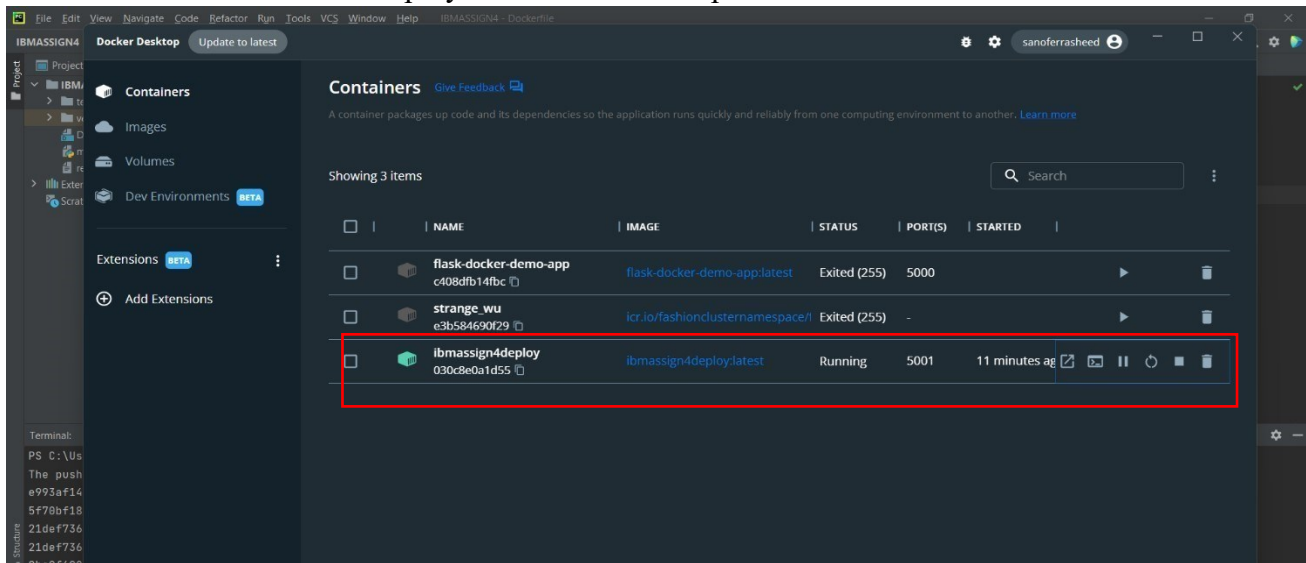 File Edit View Navigate Code Refactor Run Tools VCS Window Help IBMASSIGN4 - Dockerfile
IBMASSIGN4
Docker Desktop Update to latest
sanoferrasheed
Project
Project
IBMA
Exter
Scrat
Containers
Images
Volumes
Dev Environments BETA
Extensions BETA
Add Extensions
Containers Give Feedback
A container packages up code and its dependencies so the application runs quickly and reliably from one computing environment to another. Learn more
Showing 3 items
Search
NAME IMAGE STATUS PORT(S) STARTED
flask-docker-demo-app flask-docker-demo-app:latest Exited (255) 5000
c408dfb14fbc
strange_wu icr.io/fashionclusternamespace/ Exited (255) -
e3b584690f29
ibmassign4deploy ibmassign4deploy:latest Running 5001 11 minutes ag
030c8e0a1d55
Terminal:
PS C:\Us
The push
e993af14
5f70bf18
21def736
21def736
Structure